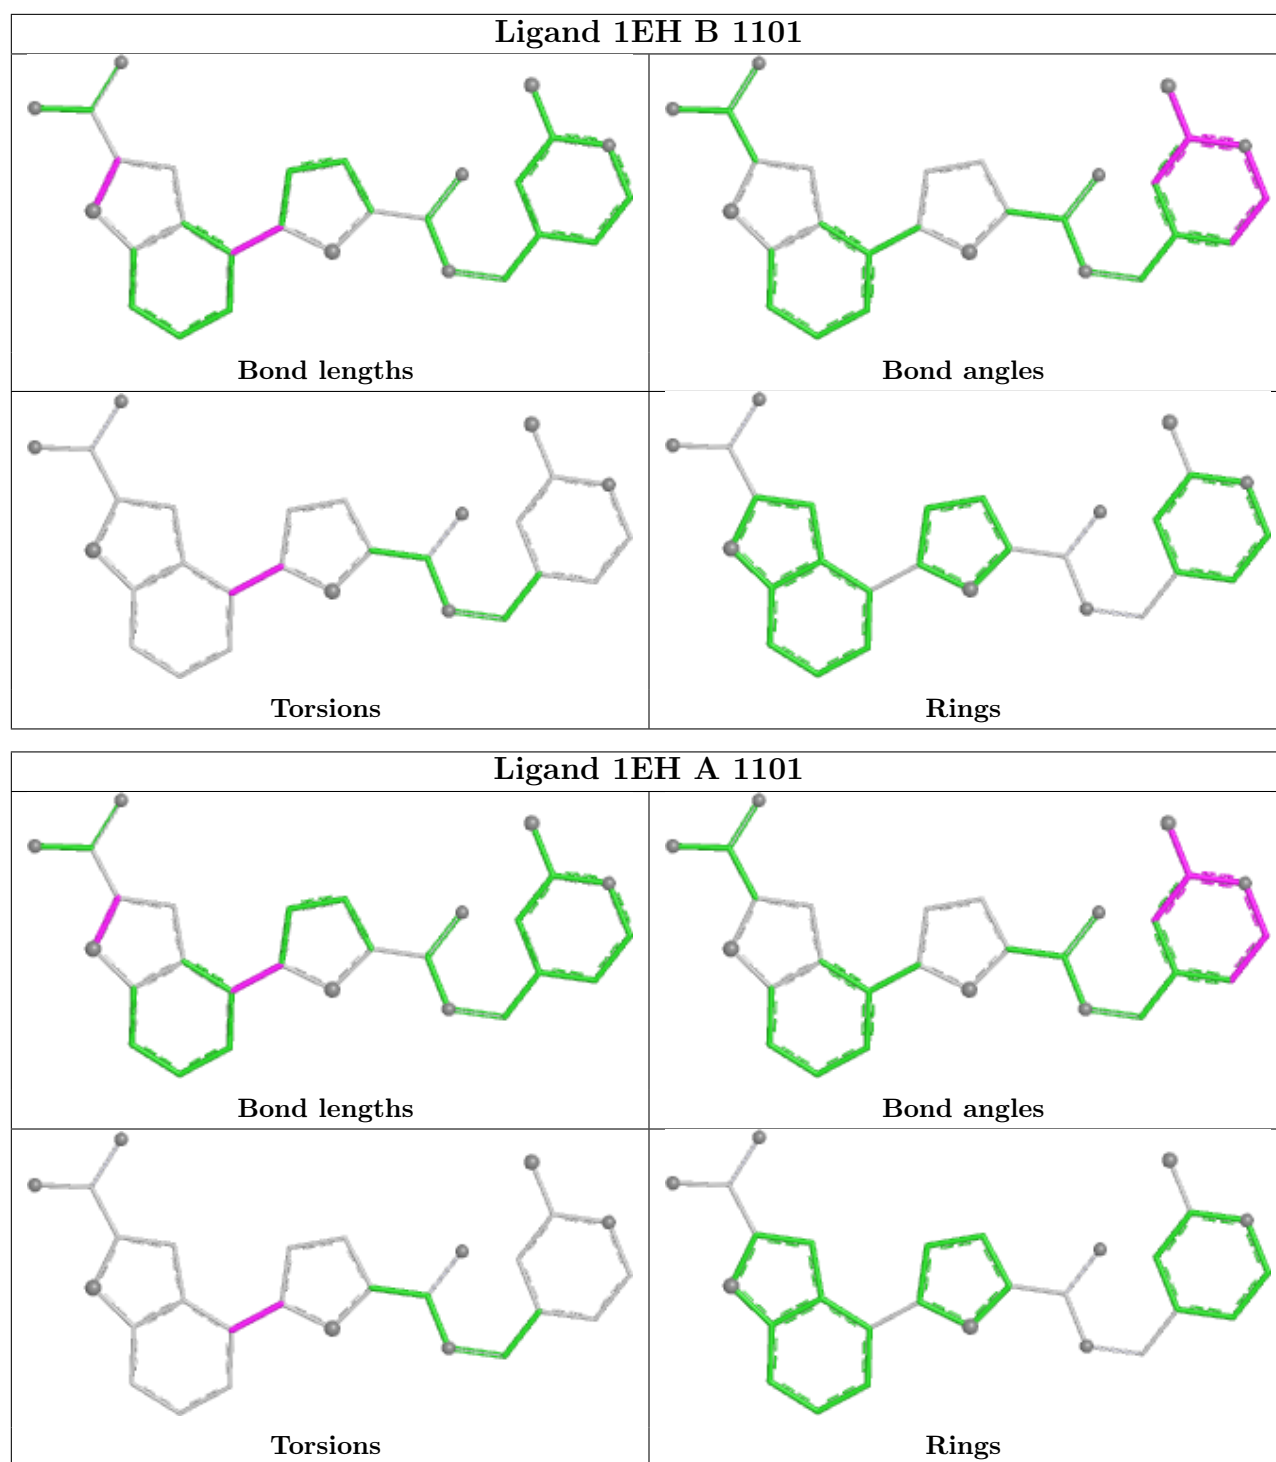 Ligand 1EH B 1101
Bond lengths
Bond angles
Torsions
Rings
Ligand 1EH A 1101
Bond lengths
Bond angles
Torsions
Rings